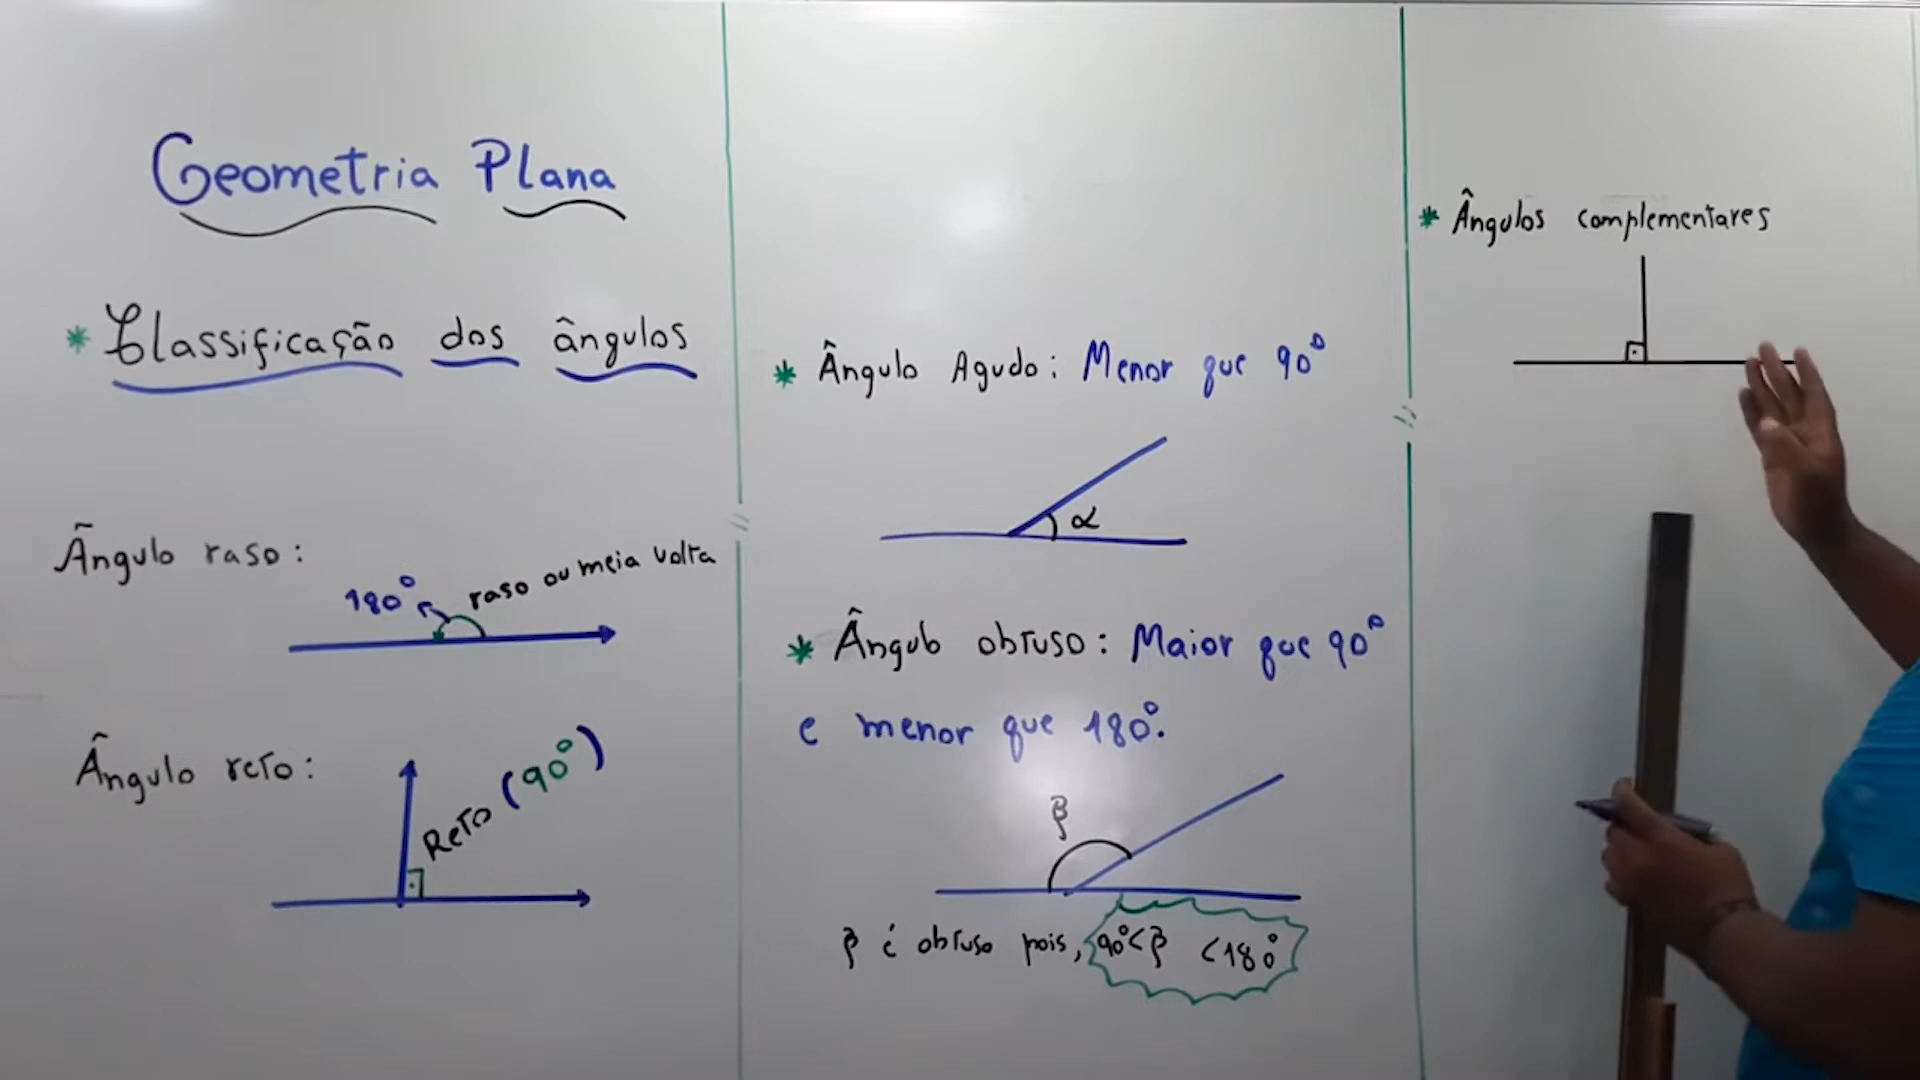 Geometria Plana
* Classificação dos ângulos
Ângulo raso:
180° raso ou meia volta
Ângulo reto:
Reto (90°)
* Ângulo Agudo: Menor que 90°
α
* Ângulo obtuso: Maior que 90°
e menor que 180°.
β
β é obtuso pois, 90°<β <180°
* Ângulos complementares